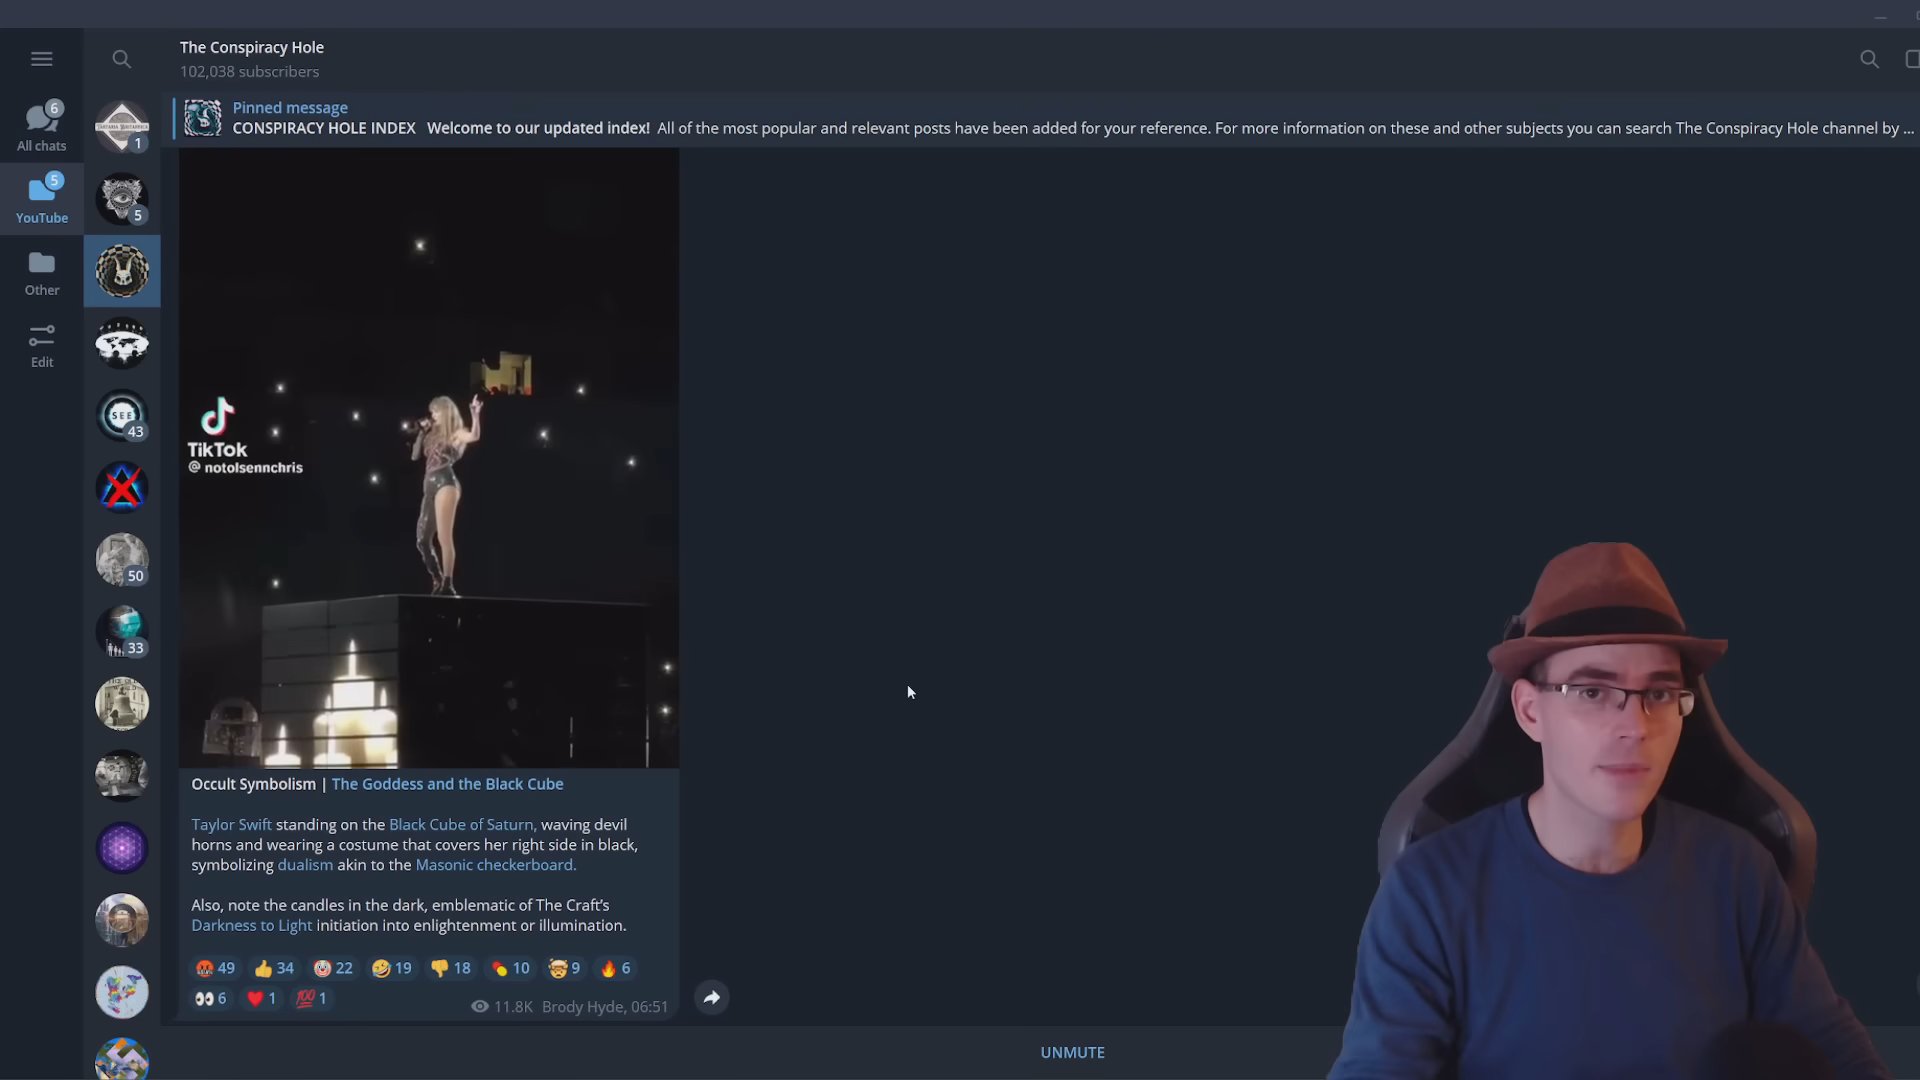 The Conspiracy Hole
102,038 subscribers
Pinned message
CONSPIRACY HOLE INDEX Welcome to our updated index! All of the most popular and relevant posts have been added for your reference. For more information on these and other subjects you can search The Conspiracy Hole channel by ...
6
All chats
5
YouTube
Other
Edit
1
5
SEE
43
50
33
TikTok
@ notolsennchris
Occult Symbolism | The Goddess and the Black Cube
Taylor Swift standing on the Black Cube of Saturn, waving devil
horns and wearing a costume that covers her right side in black,
symbolizing dualism akin to the Masonic checkerboard.
Also, note the candles in the dark, emblematic of The Craft's
Darkness to Light initiation into enlightenment or illumination.
49 34 22 19 18 10 9 6
6 1 1 11.8K Brody Hyde, 06:51
UNMUTE